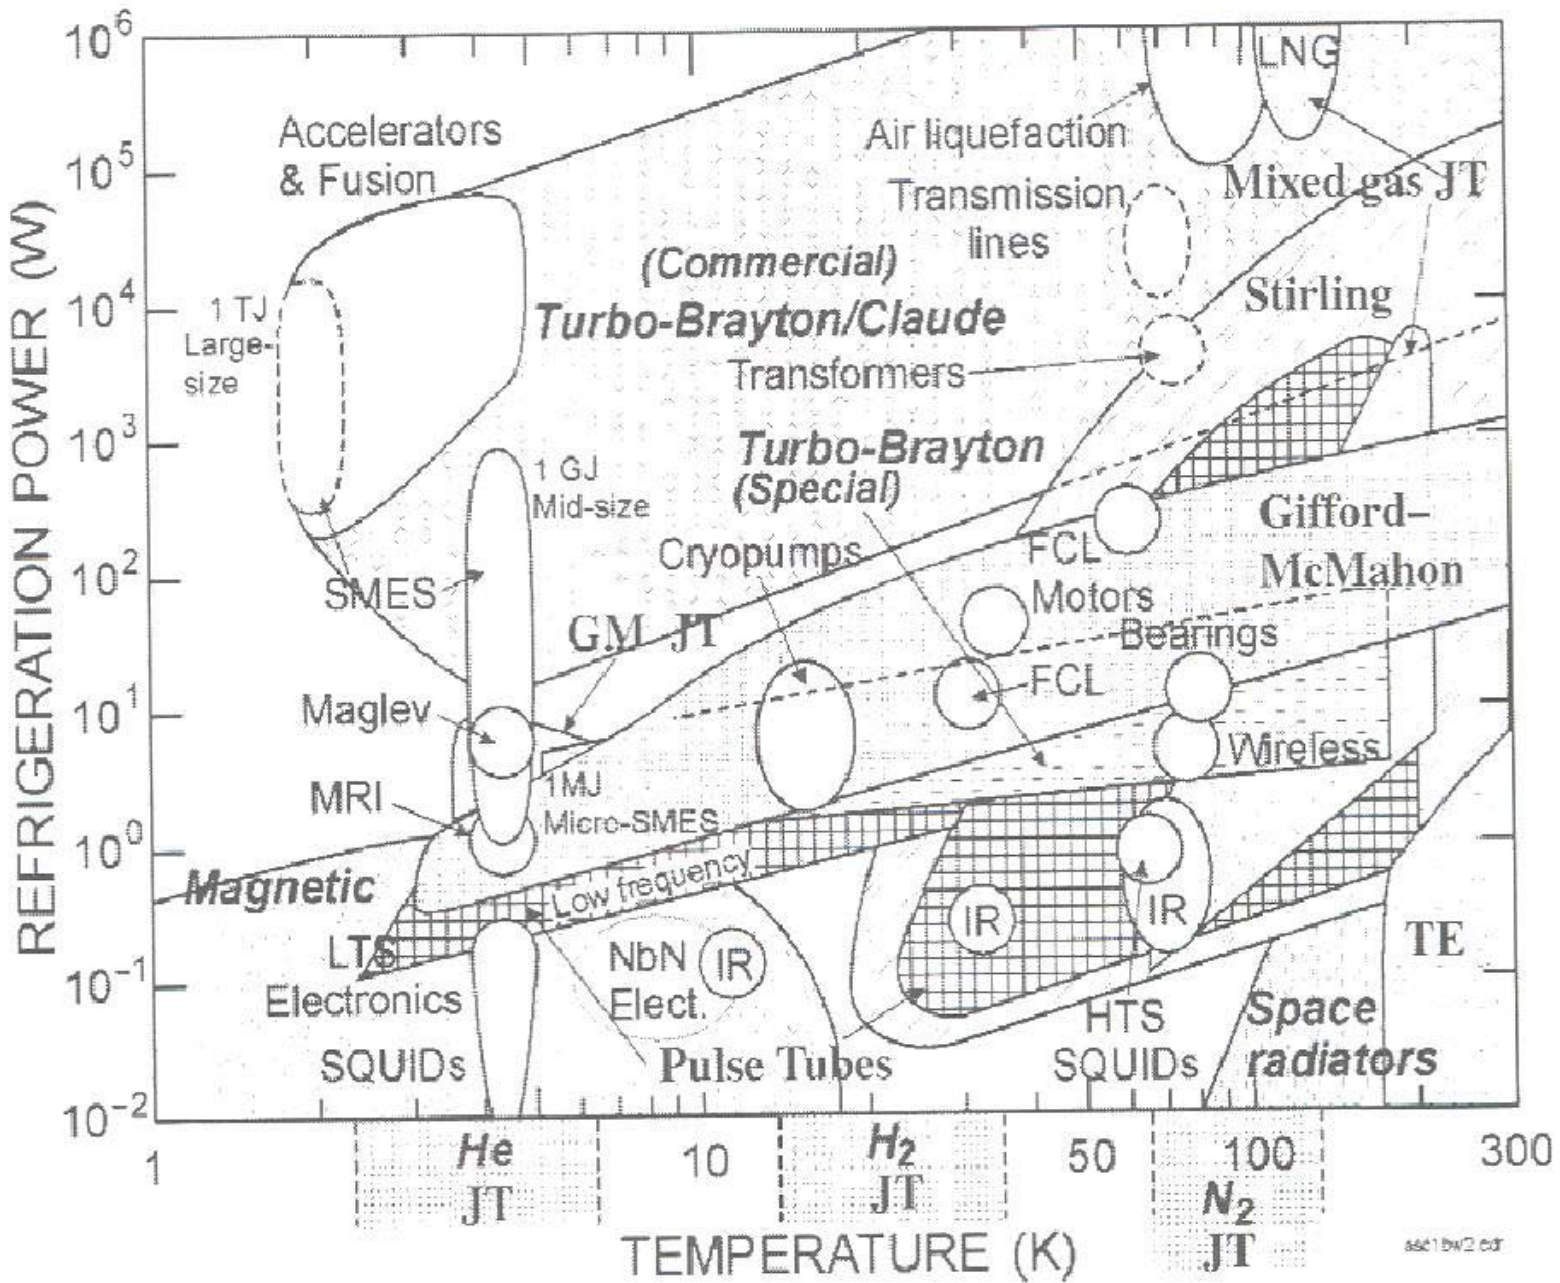 REFRIGERATION POWER (W)
10^6
10^5
10^4
10^3
10^2
10^1
10^0
10^-1
10^-2
LNG
Accelerators
& Fusion
Air liquefaction
Mixed gas JT
Transmission
lines
(Commercial)
Turbo-Brayton/Claude
Stirling
1 TJ
Large-
size
Transformers
Turbo-Brayton
(Special)
1 GJ
Mid-size
Gifford–
McMahon
Cryopumps
FCL
SMES
Motors
GM JT
Bearings
FCL
Maglev
Wireless
MRI
1MJ
Micro-SMES
Magnetic
Low frequency
IR
IR
LTS
Electronics
NbN
Elect.
IR
TE
HTS
SQUIDs
Space
radiators
SQUIDs
Pulse Tubes
1
He
JT
10
H2
JT
50
100
300
N2
JT
TEMPERATURE (K)